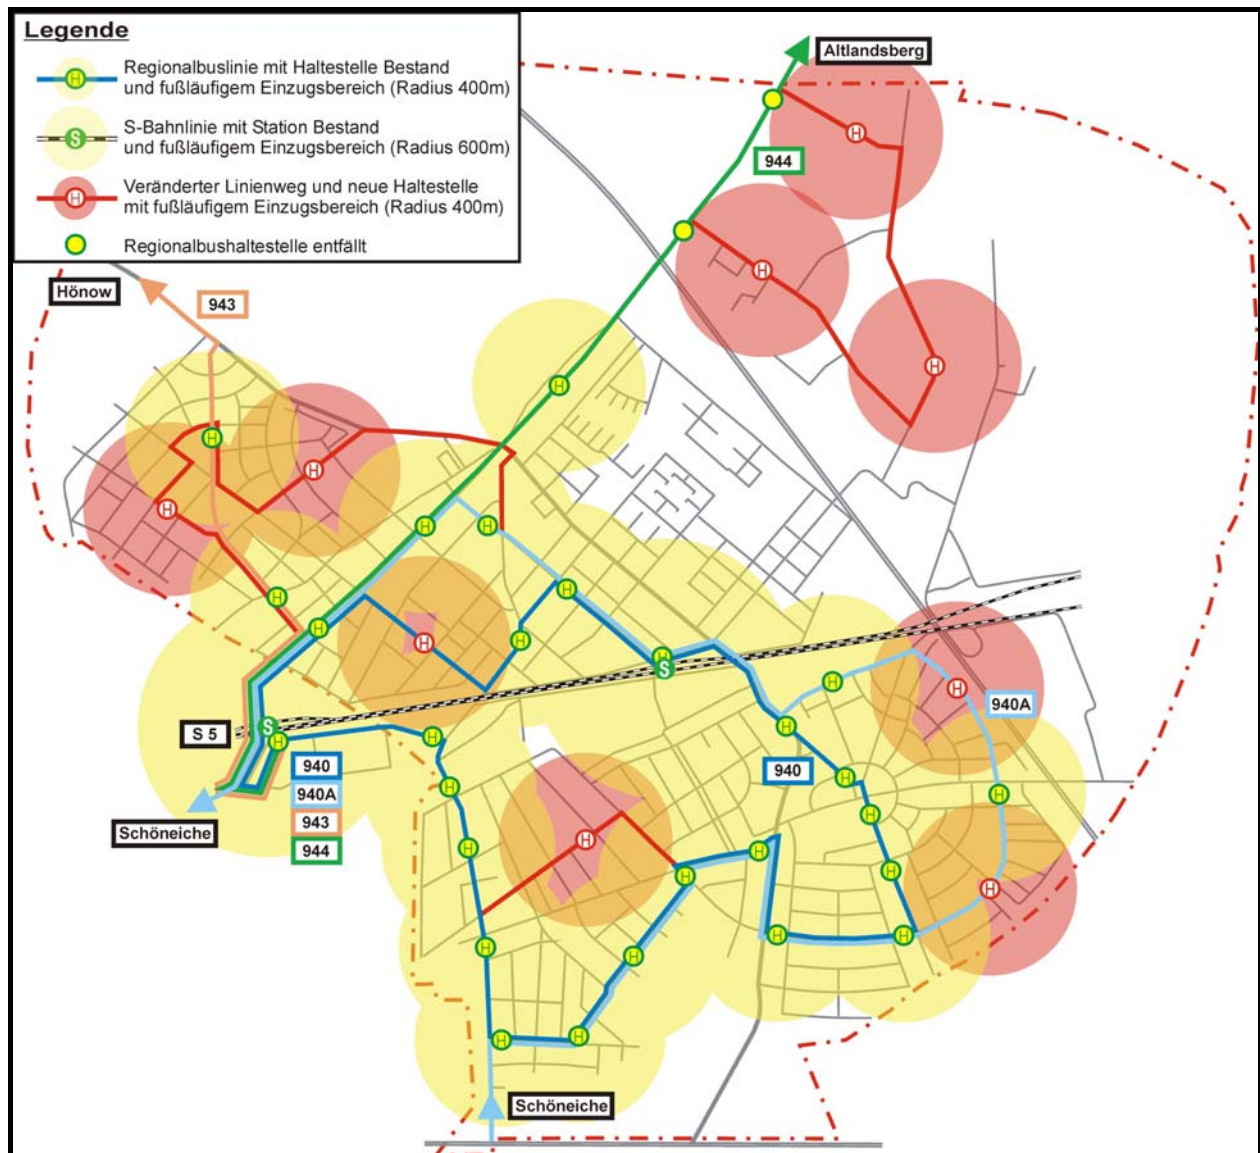 Legende
Regionalbuslinie mit Haltestelle Bestand
und fußläufigem Einzugsbereich (Radius 400m)
S-Bahnlinie mit Station Bestand
und fußläufigem Einzugsbereich (Radius 600m)
Veränderter Linienweg und neue Haltestelle
mit fußläufigem Einzugsbereich (Radius 400m)
Regionalbushaltestelle entfällt
Altlandsberg
944
Hönow
943
S 5
940
940A
943
944
Schöneiche
940
940A
Schöneiche